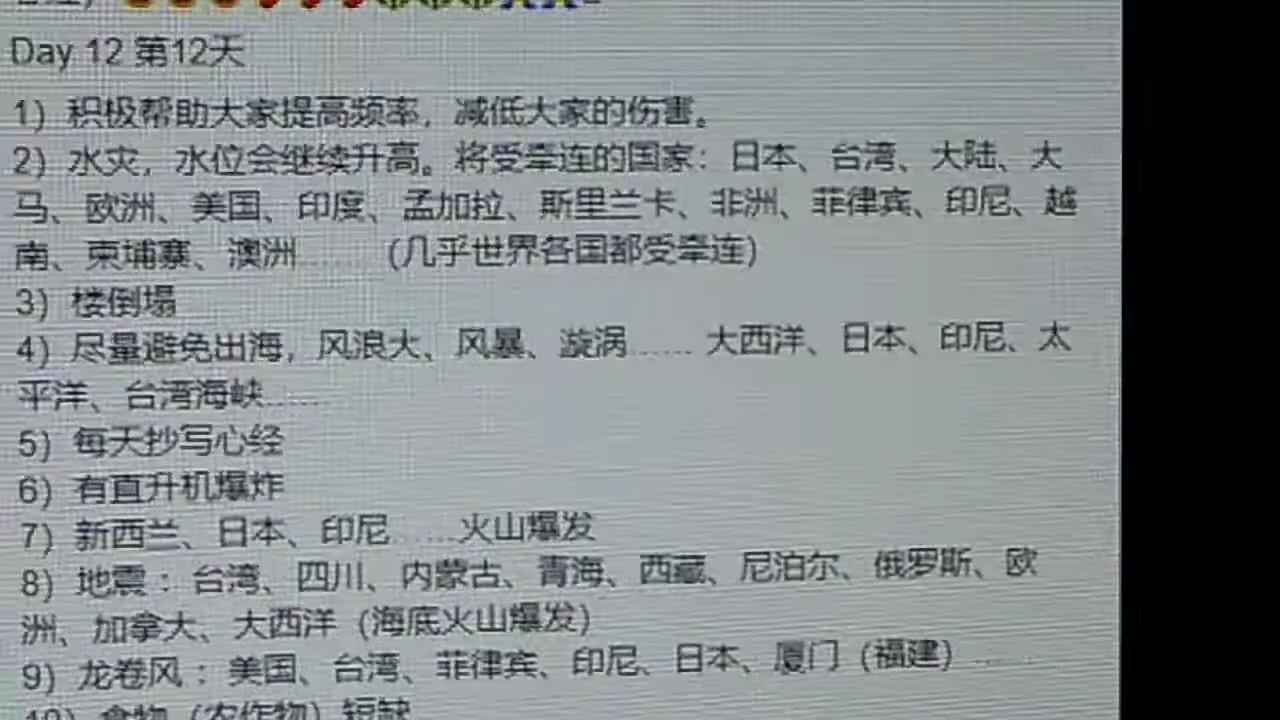 Day 12 第12天
1）积极帮助大家提高频率，减低大家的伤害。
2）水灾，水位会继续升高。将受牵连的国家：日本、台湾、大陆、大
马、欧洲、美国、印度、孟加拉、斯里兰卡、非洲、菲律宾、印尼、越
南、柬埔寨、澳洲……（几乎世界各国都受牵连）
3）楼倒塌
4）尽量避免出海，风浪大、风暴、漩涡…… 大西洋、日本、印尼、太
平洋、台湾海峡……
5）每天抄写心经
6）有直升机爆炸
7）新西兰、日本、印尼……火山爆发
8）地震：台湾、四川、内蒙古、青海、西藏、尼泊尔、俄罗斯、欧
洲、加拿大、大西洋（海底火山爆发）
9）龙卷风：美国、台湾、菲律宾、印尼、日本、厦门（福建）……
10）食物（农作物）短缺